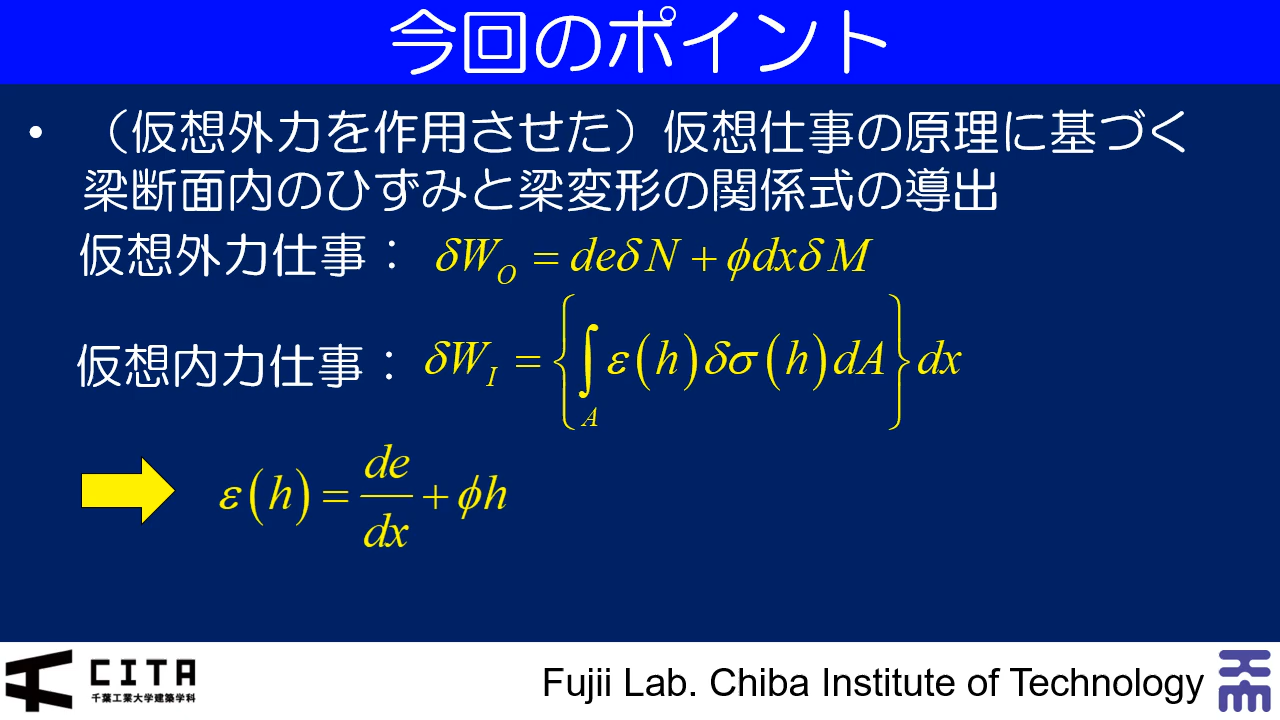 今回のポイント
• （仮想外力を作用させた）仮想仕事の原理に基づく
梁断面内のひずみと梁変形の関係式の導出
仮想外力仕事： δW_O = deδN + φdxδM
仮想内力仕事： δW_I = {∫_A ε(h)δσ(h)dA}dx
ε(h) = de/dx + φh
CITA
千葉工業大学建築学科
Fujii Lab. Chiba Institute of Technology